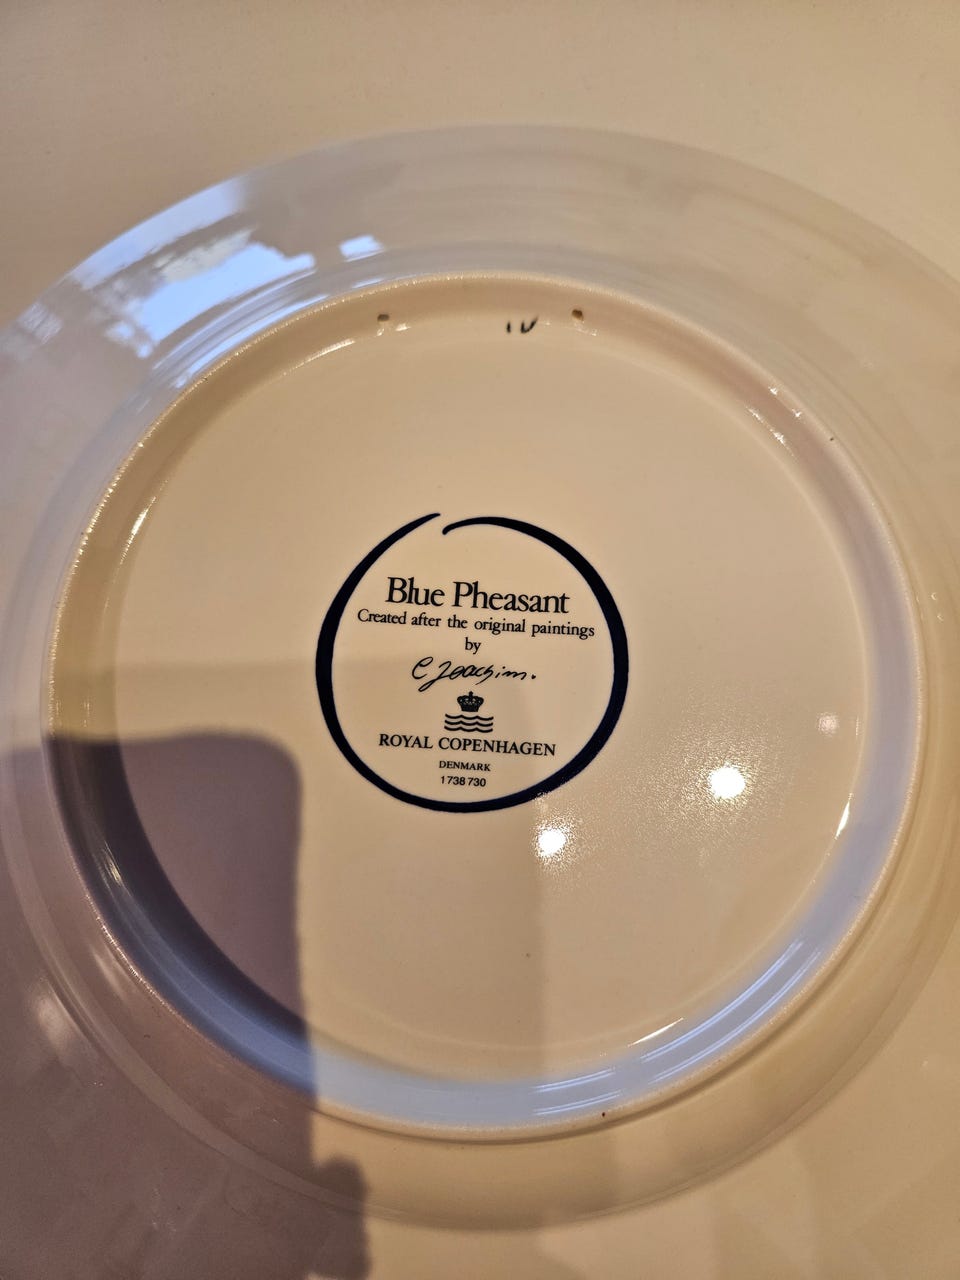 Blue Pheasant
Created after the original paintings
by
C Joachim.
ROYAL COPENHAGEN
DENMARK
1738730